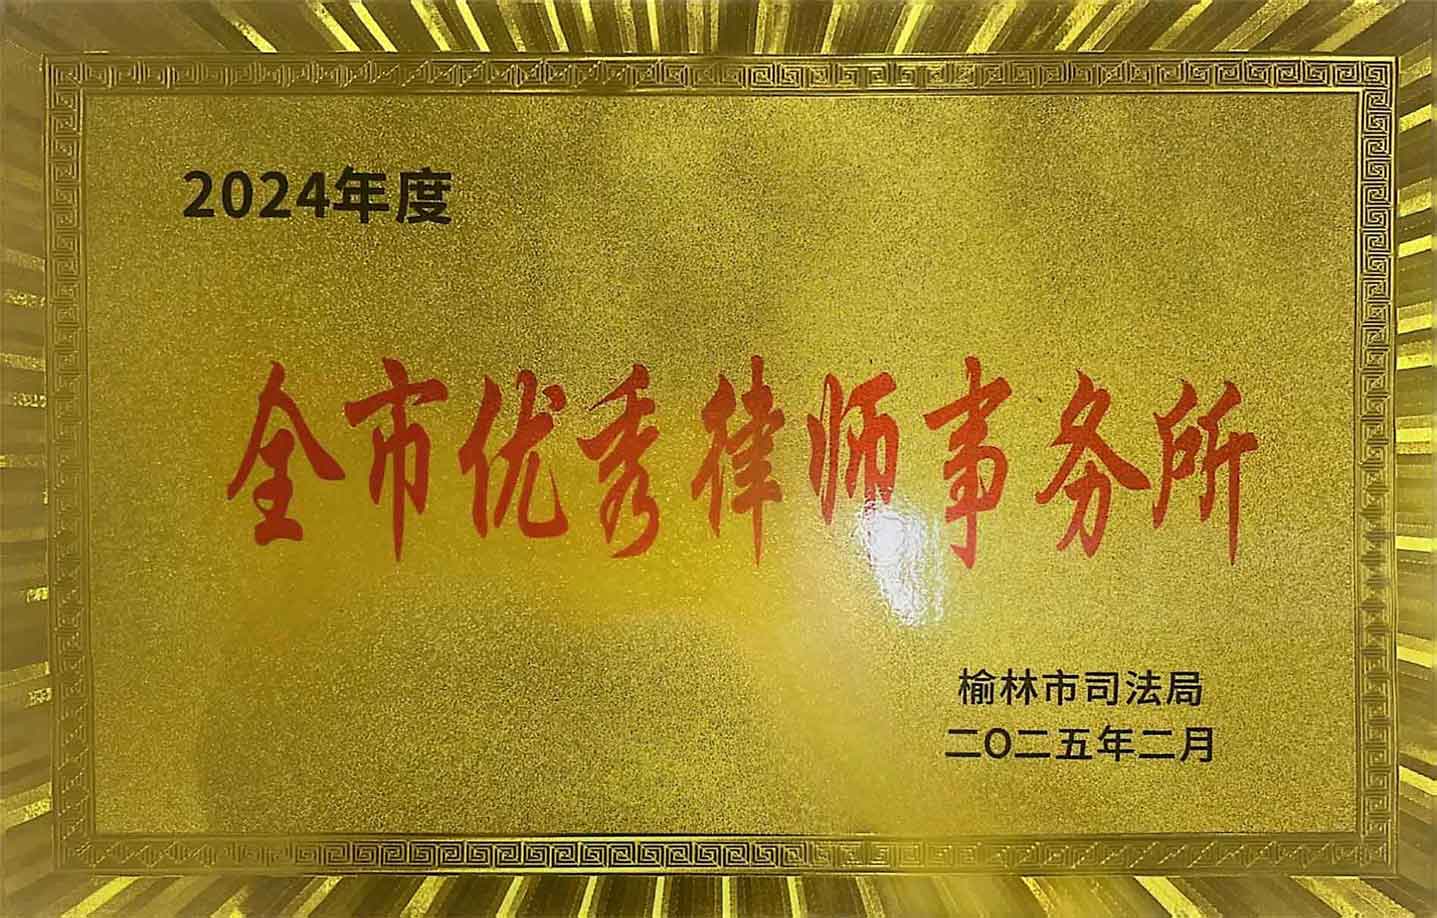 2024年度
全市优秀律师事务所
榆林市司法局
二〇二五年二月